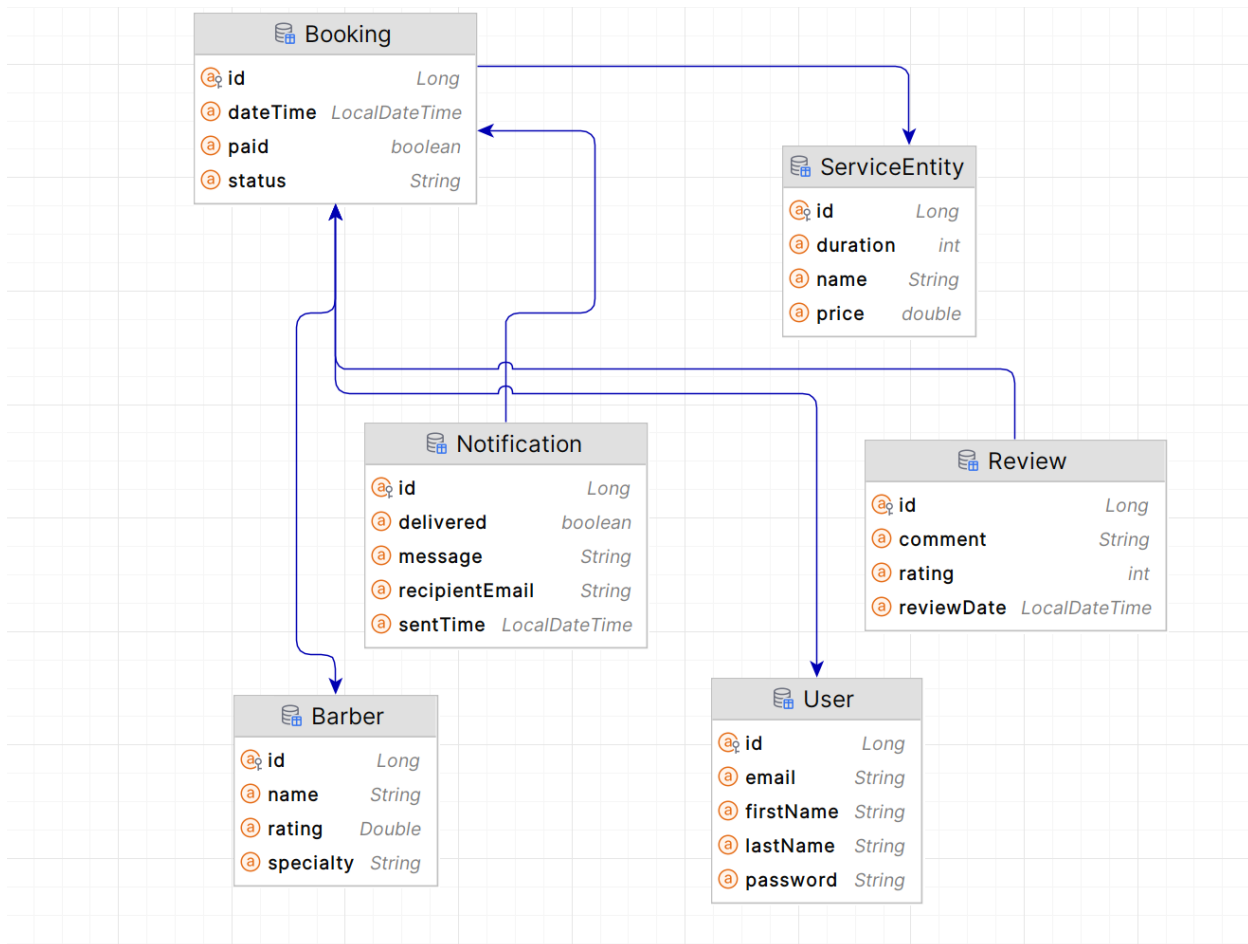 Booking
id Long
dateTime LocalDateTime
paid boolean
status String
ServiceEntity
id Long
duration int
name String
price double
Notification
id Long
delivered boolean
message String
recipientEmail String
sentTime LocalDateTime
Review
id Long
comment String
rating int
reviewDate LocalDateTime
Barber
id Long
name String
rating Double
specialty String
User
id Long
email String
firstName String
lastName String
password String